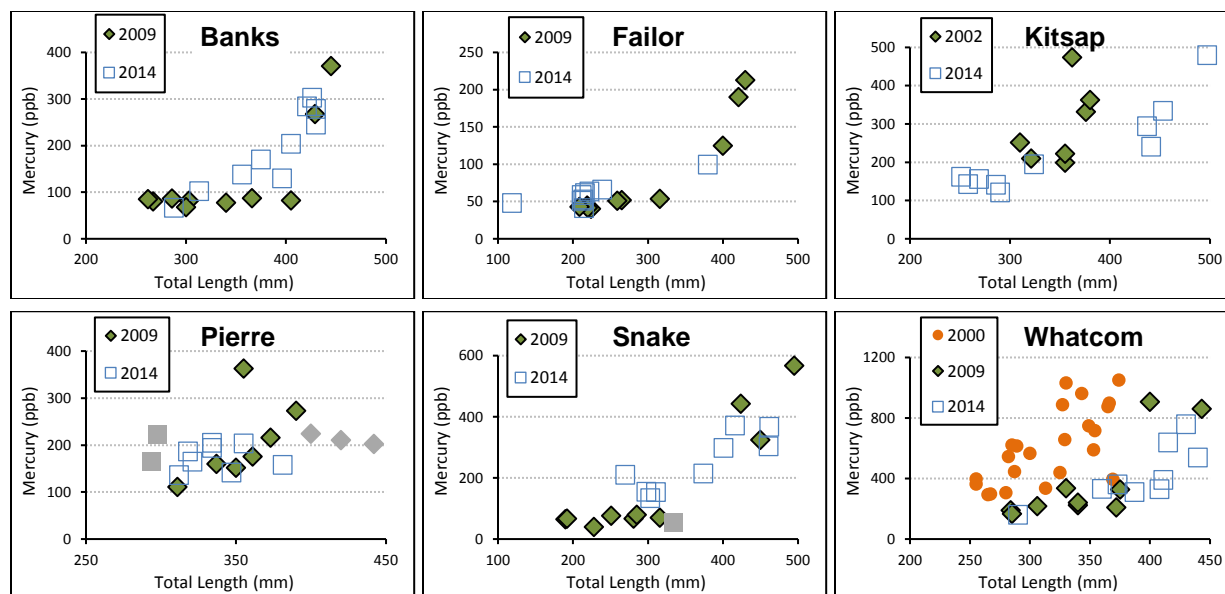 Banks
2009
2014
400
300
200
100
0
Mercury (ppb)
200 300 400 500
Total Length (mm)
Failor
2009
2014
250
200
150
100
50
0
Mercury (ppb)
100 200 300 400 500
Total Length (mm)
Kitsap
2002
2014
500
400
300
200
100
0
Mercury (ppb)
200 300 400 500
Total Length (mm)
Pierre
2009
2014
400
300
200
100
0
Mercury (ppb)
250 350 450
Total Length (mm)
Snake
2009
2014
600
400
200
0
Mercury (ppb)
100 200 300 400 500
Total Length (mm)
Whatcom
2000
2009
2014
1200
800
400
0
Mercury (ppb)
200 250 300 350 400 450
Total Length (mm)